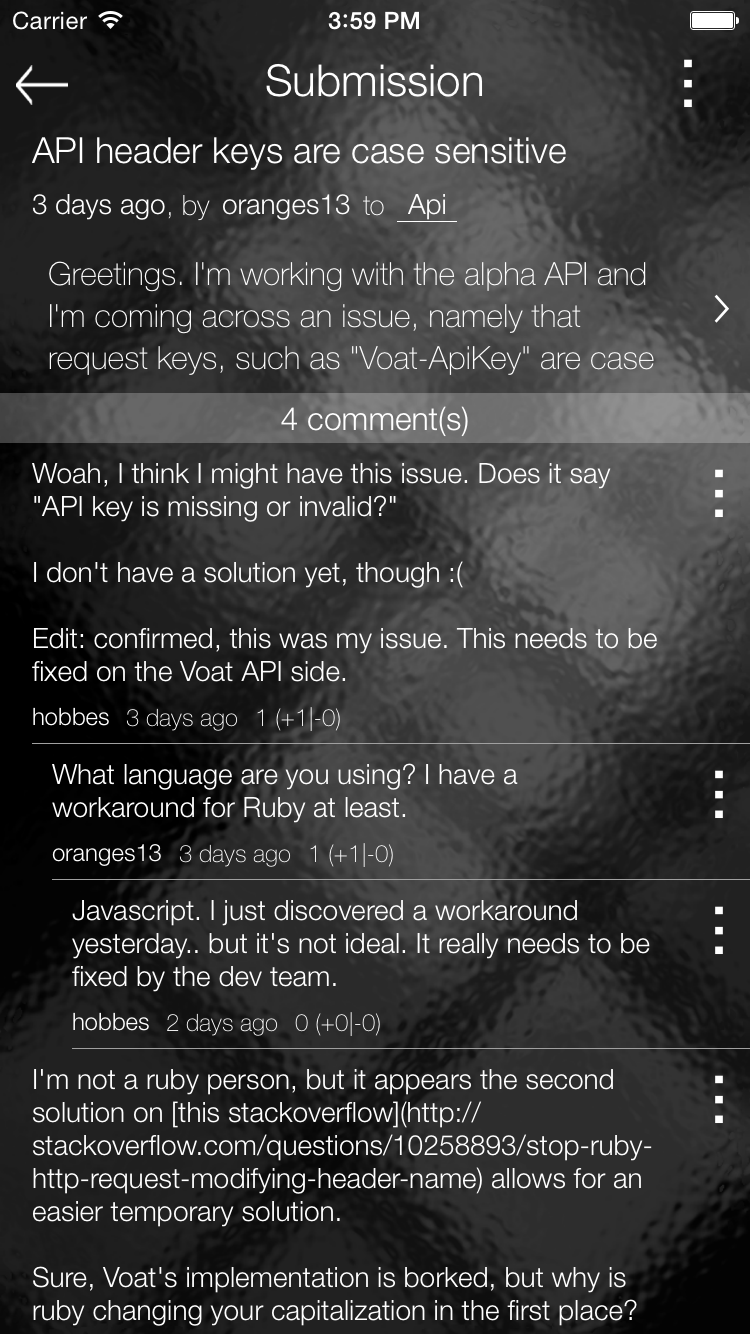 Carrier 3:59 PM
Submission
API header keys are case sensitive
3 days ago, by oranges13 to Api
Greetings. I'm working with the alpha API and
I'm coming across an issue, namely that
request keys, such as "Voat-ApiKey" are case
4 comment(s)
Woah, I think I might have this issue. Does it say
"API key is missing or invalid?"
I don't have a solution yet, though :(
Edit: confirmed, this was my issue. This needs to be
fixed on the Voat API side.
hobbes 3 days ago 1 (+1|-0)
What language are you using? I have a
workaround for Ruby at least.
oranges13 3 days ago 1 (+1|-0)
Javascript. I just discovered a workaround
yesterday.. but it's not ideal. It really needs to be
fixed by the dev team.
hobbes 2 days ago 0 (+0|-0)
I'm not a ruby person, but it appears the second
solution on [this stackoverflow](http://
stackoverflow.com/questions/10258893/stop-ruby-
http-request-modifying-header-name) allows for an
easier temporary solution.
Sure, Voat's implementation is borked, but why is
ruby changing your capitalization in the first place?